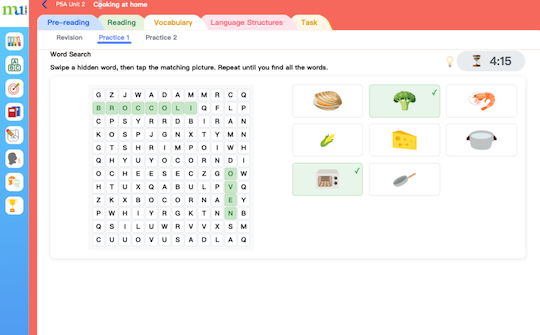 mu
P5A Unit 2 Cooking at home
Pre-reading Reading Vocabulary Language Structures Task
Revision Practice 1 Practice 2
Word Search
Swipe a hidden word, then tap the matching picture. Repeat until you find all the words.
4:15
G Z J W A D A M M R C Q
B R O C C O L I Q F L P
C P S Y R R D B I R A N
K O S P J G N X T Y M N
G T S H R I M P O I W H
Q H Y U Y O C O R N D I
O C H E E S E C Z G O W
H T U X Q A B U L P V Q
Z K X B O C O R N A E Y
P W H I Y R G K T N N B
Q S I L U W R V V X S M
C U U O V U S A D L A Q